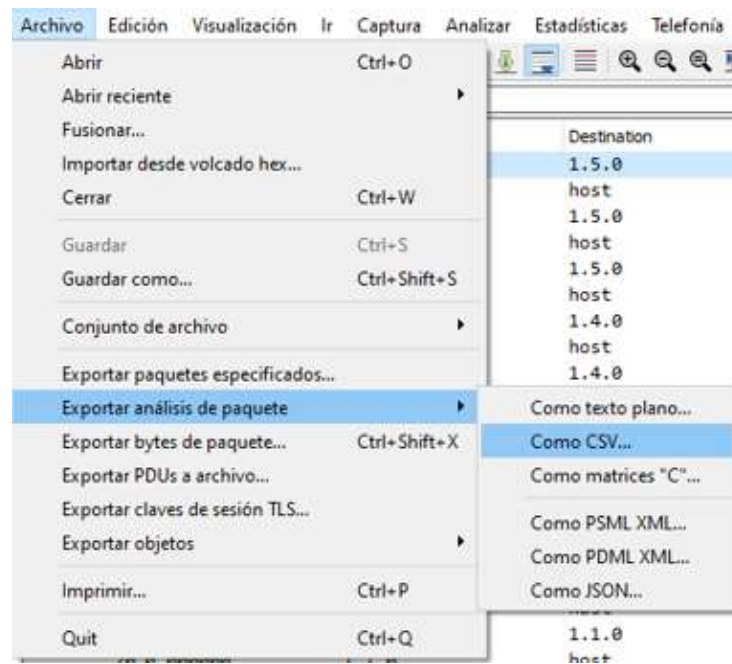 Archivo Edición Visualización Ir Captura Analizar Estadísticas Telefonía
Abrir Ctrl+O
Abrir reciente
Fusionar...
Importar desde volcado hex...
Cerrar Ctrl+W
Guardar Ctrl+S
Guardar como... Ctrl+Shift+S
Conjunto de archivo
Exportar paquetes especificados...
Exportar análisis de paquete
Exportar bytes de paquete... Ctrl+Shift+X
Exportar PDUs a archivo...
Exportar claves de sesión TLS...
Exportar objetos
Imprimir... Ctrl+P
Quit Ctrl+Q
Destination
1.5.0
host
1.5.0
host
1.5.0
host
1.4.0
host
1.4.0
Como texto plano...
Como CSV...
Como matrices "C"...
Como PSML XML...
Como PDML XML...
Como JSON...
1.1.0
host